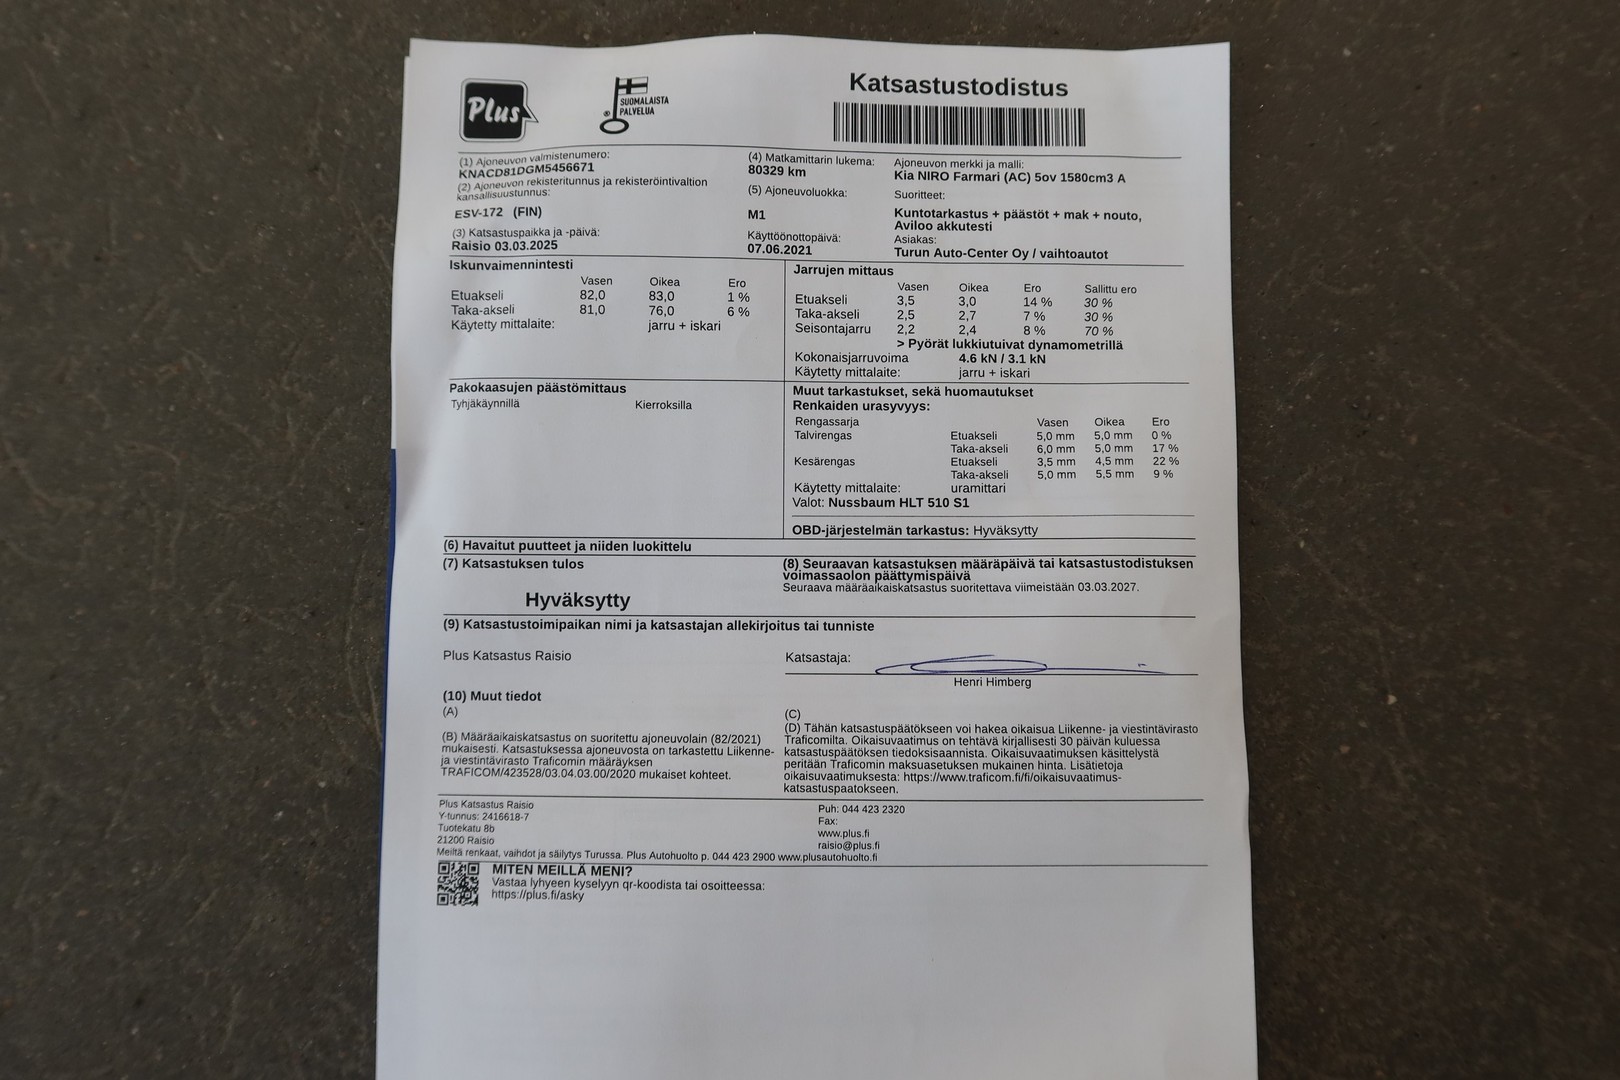 Plus
SUOMALAISTA
PALVELUA
Katsastustodistus
(1) Ajoneuvon valmistenumero:
KNACD81DGM5456671
(2) Ajoneuvon rekisteritunnus ja rekisteröintivaltion
kansallisuustunnus:
ESV-172 (FIN)
(3) Katsastuspaikka ja -päivä:
Raisio 03.03.2025
(4) Matkamittarin lukema:
80329 km
(5) Ajoneuvoluokka:
M1
Käyttöönottopäivä:
07.06.2021
Ajoneuvon merkki ja malli:
Kia NIRO Farmari (AC) 5ov 1580cm3 A
Suoritteet:
Kuntotarkastus + päästöt + mak + nouto,
Aviloo akkutesti
Asiakas:
Turun Auto-Center Oy / vaihtoautot
Iskunvaimennintesti
Vasen Oikea Ero
Etuakseli 82,0 83,0 1 %
Taka-akseli 81,0 76,0 6 %
Käytetty mittalaite: jarru + iskari
Jarrujen mittaus
Vasen Oikea Ero Sallittu ero
Etuakseli 3,5 3,0 14 % 30 %
Taka-akseli 2,5 2,7 7 % 30 %
Seisontajarru 2,2 2,4 8 % 70 %
> Pyörät lukkiutuivat dynamometrillä
Kokonaisjarruvoima 4.6 kN / 3.1 kN
Käytetty mittalaite: jarru + iskari
Pakokaasujen päästömittaus
Tyhjäkäynnillä Kierroksilla
Muut tarkastukset, sekä huomautukset
Renkaiden urasyvyys:
Rengassarja Vasen Oikea Ero
Talvirengas Etuakseli 5,0 mm 5,0 mm 0 %
Taka-akseli 6,0 mm 5,0 mm 17 %
Kesärengas Etuakseli 3,5 mm 4,5 mm 22 %
Taka-akseli 5,0 mm 5,5 mm 9 %
Käytetty mittalaite: uramittari
Valot: Nussbaum HLT 510 S1
OBD-järjestelmän tarkastus: Hyväksytty
(6) Havaitut puutteet ja niiden luokittelu
(7) Katsastuksen tulos
Hyväksytty
(8) Seuraavan katsastuksen määräpäivä tai katsastustodistuksen
voimassaolon päättymispäivä
Seuraava määräaikaiskatsastus suoritettava viimeistään 03.03.2027.
(9) Katsastustoimipaikan nimi ja katsastajan allekirjoitus tai tunniste
Plus Katsastus Raisio
Katsastaja:
Henri Himberg
(10) Muut tiedot
(A)
(B) Määräaikaiskatsastus on suoritettu ajoneuvolain (82/2021)
mukaisesti. Katsastuksessa ajoneuvosta on tarkastettu Liikenne-
ja viestintävirasto Traficomin määräyksen
TRAFICOM/423528/03.04.03.00/2020 mukaiset kohteet.
(C)
(D) Tähän katsastuspäätökseen voi hakea oikaisua Liikenne- ja viestintävirasto
Traficomilta. Oikaisuvaatimus on tehtävä kirjallisesti 30 päivän kuluessa
katsastuspäätöksen tiedoksisaannista. Oikaisuvaatimuksen käsittelystä
peritään Traficomin maksuasetuksen mukainen hinta. Lisätietoja
oikaisuvaatimuksesta: https://www.traficom.fi/fi/oikaisuvaatimus-
katsastuspaatokseen.
Plus Katsastus Raisio
Y-tunnus: 2416618-7
Tuotekatu 8b
21200 Raisio
Puh: 044 423 2320
Fax:
www.plus.fi
raisio@plus.fi
Meiltä renkaat, vaihdot ja säilytys Turussa. Plus Autohuolto p. 044 423 2900 www.plusautohuolto.fi
MITEN MEILLÄ MENI?
Vastaa lyhyeen kyselyyn qr-koodista tai osoitteessa:
https://plus.fi/asky